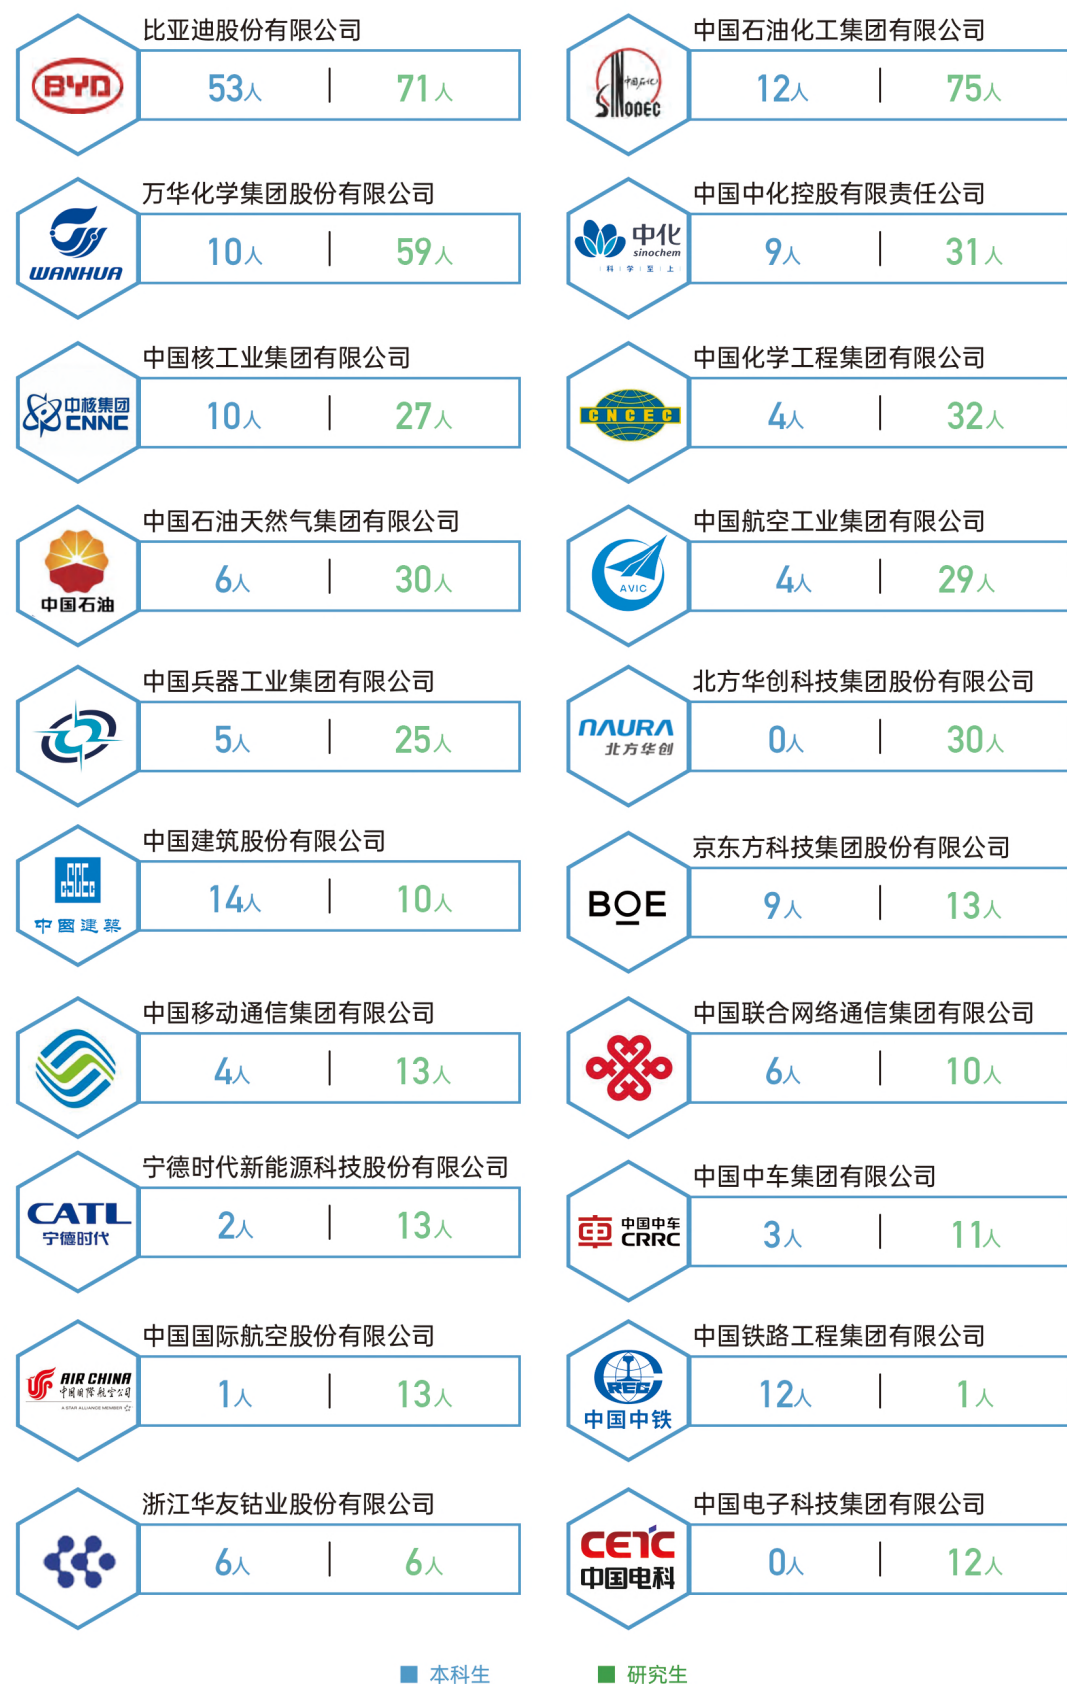 比亚迪股份有限公司
BYD
53人 71人
中国石油化工集团有限公司
中国石化
SINOPEC
12人 75人
万华化学集团股份有限公司
WANHUA
10人 59人
中国中化控股有限责任公司
中化
sinochem
科学至上
9人 31人
中国核工业集团有限公司
中核集团
CNNC
10人 27人
中国化学工程集团有限公司
CNCEC
4人 32人
中国石油天然气集团有限公司
中国石油
6人 30人
中国航空工业集团有限公司
AVIC
4人 29人
中国兵器工业集团有限公司
5人 25人
北方华创科技集团股份有限公司
NAURA
北方华创
0人 30人
中国建筑股份有限公司
CSCEC
中國建築
14人 10人
京东方科技集团股份有限公司
BOE
9人 13人
中国移动通信集团有限公司
4人 13人
中国联合网络通信集团有限公司
6人 10人
宁德时代新能源科技股份有限公司
CATL
宁德时代
2人 13人
中国中车集团有限公司
中国中车
CRRC
3人 11人
中国国际航空股份有限公司
AIR CHINA
中国国际航空公司
A STAR ALLIANCE MEMBER
1人 13人
中国铁路工程集团有限公司
CREC
中国中铁
12人 1人
浙江华友钴业股份有限公司
6人 6人
中国电子科技集团有限公司
CETC
中国电科
0人 12人
本科生 研究生